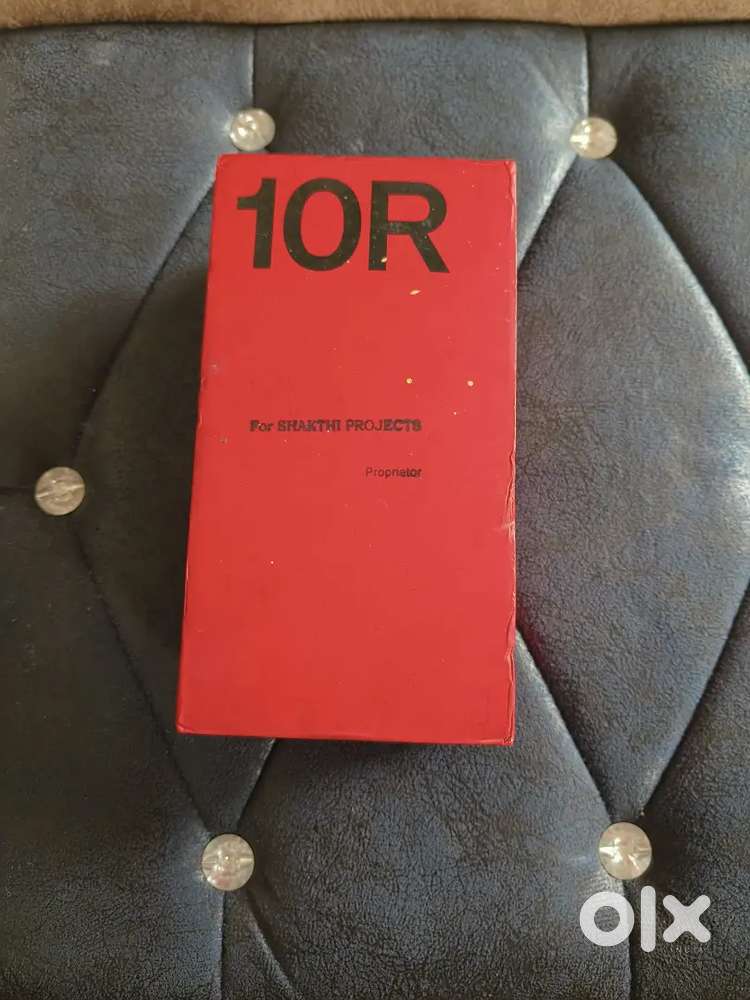 10R
For SHAKTHI PROJECTS
Proprietor
olx